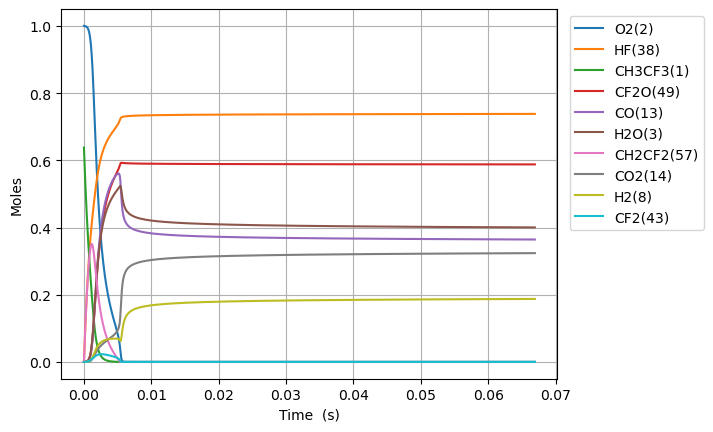 1.0
0.8
0.6
0.4
0.2
0.0
Moles
0.00
0.01
0.02
0.03
0.04
0.05
0.06
0.07
Time (s)
O2(2)
HF(38)
CH3CF3(1)
CF2O(49)
CO(13)
H2O(3)
CH2CF2(57)
CO2(14)
H2(8)
CF2(43)